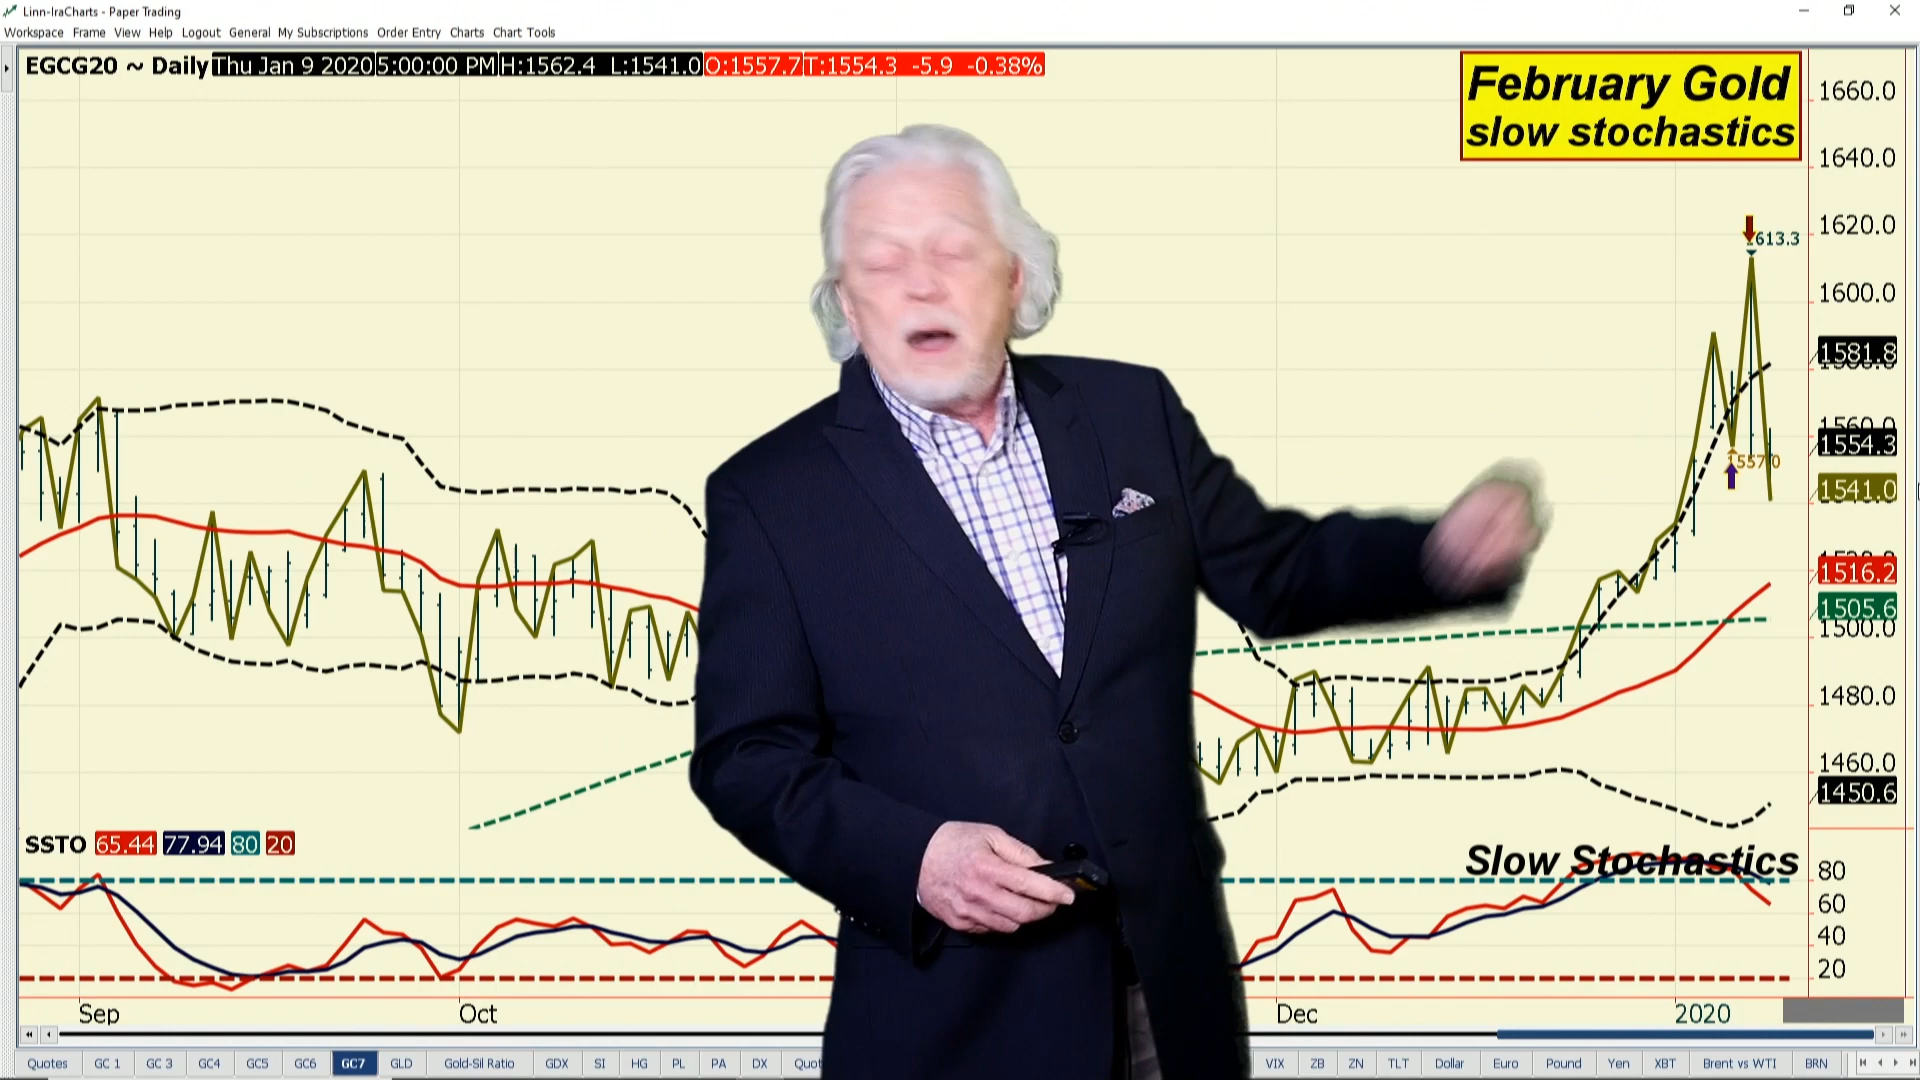 Linn-IraCharts - Paper Trading
Workspace Frame View Help Logout General My Subscriptions Order Entry Charts Chart Tools
EGCG20 ~ Daily Thu Jan 9 2020 5:00:00 PM H:1562.4 L:1541.0 O:1557.7 T:1554.3 -5.9 -0.38%
February Gold
slow stochastics
1660.0
1640.0
1620.0
613.3
1600.0
1581.8
1560.0
1554.3
557.0
1541.0
1516.2
1505.6
1500.0
1480.0
1460.0
1450.6
SSTO 65.44 77.94 80 20
Slow Stochastics
80
60
40
20
Sep Oct Dec 2020
Quotes GC 1 GC 3 GC4 GC5 GC6 GC7 GLD Gold-Sil Ratio GDX SI HG PL PA DX VIX ZB ZN TLT Dollar Euro Pound Yen XBT Brent vs WTI BRN